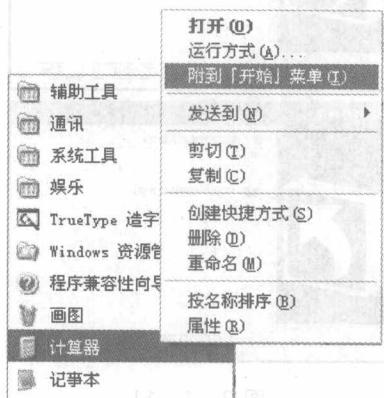 打开(O)
运行方式(A)...
附到「开始」菜单(I)
发送到(N)
剪切(T)
复制(C)
创建快捷方式(S)
删除(D)
重命名(M)
按名称排序(B)
属性(R)
辅助工具
通讯
系统工具
娱乐
TrueType 造字
Windows 资源管
程序兼容性向导
画图
计算器
记事本